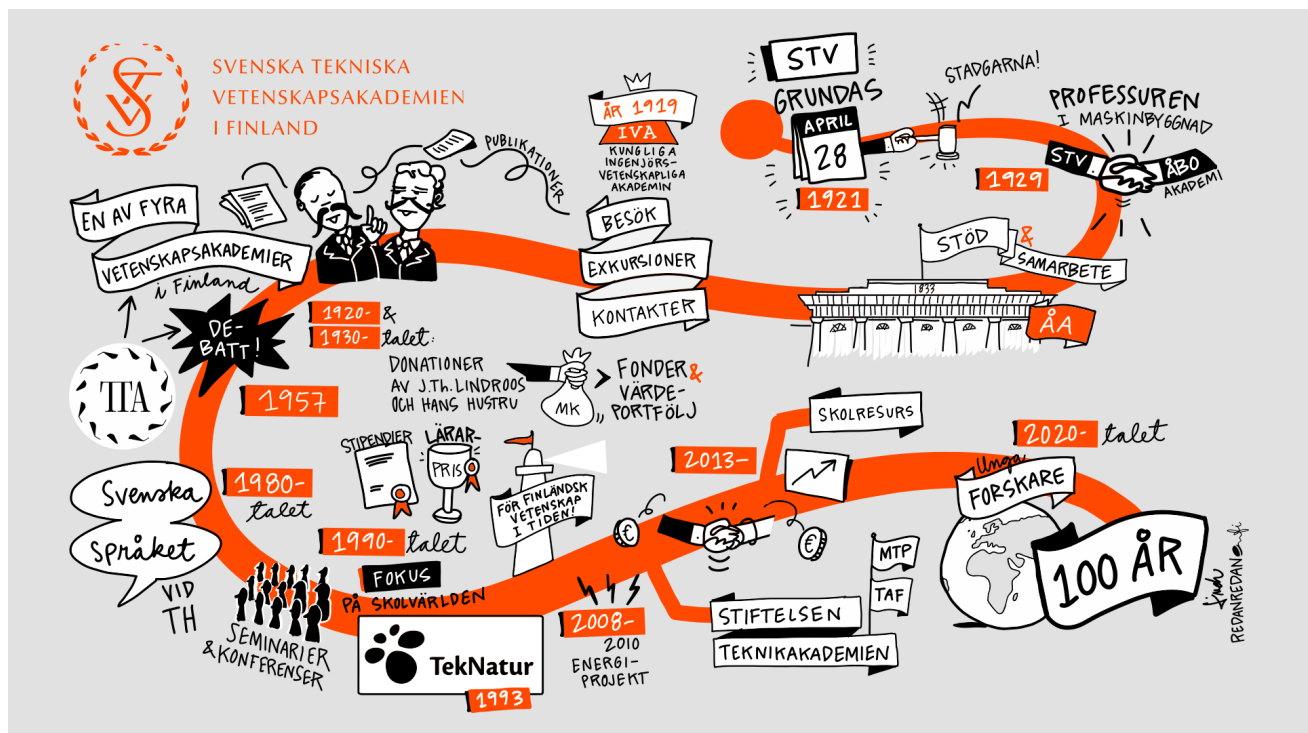 SVENSKA TEKNISKA
VETENSKAPSAKADEMIEN
I FINLAND
STV
GRUNDAS
APRIL
28
1921
STADGARNA!
1929
PROFESSUREN
I MASKINBYGGNAD
STV
ÅBO
AKADEMI
ÅR 1919
IVA
KUNGLIGA
INGENJÖRS-
VETENSKAPLIGA
AKADEMIN
STÖD
&
SAMARBETE
1833
ÅA
BESÖK
EXKURSIONER
KONTAKTER
PUBLIKATIONER
EN AV FYRA
VETENSKAPSAKADEMIER
i Finland
DE-
BATT!
TTA
1920- &
1930- talet:
DONATIONER
AV J.Th. LINDROOS
OCH HANS HUSTRU
MK
FONDER &
VÄRDE-
PORTFÖLJ
1957
1980-
talet
Svenska
språket
VID
TH
SEMINARIER
& KONFERENSER
STIPENDIER
LÄRAR-
PRIS
1990- talet
FOKUS
PÅ SKOLVÄRLDEN
TekNatur
1993
FÖR FINLÄNDSK
VETENSKAP
I TIDEN!
2008-
2010
ENERGI-
PROJEKT
2013-
SKOLRESURS
€
€
MTP
TAF
STIFTELSEN
TEKNIKAKADEMIEN
2020- talet
Unga
FORSKARE
100 ÅR
REDANREDAN.fi